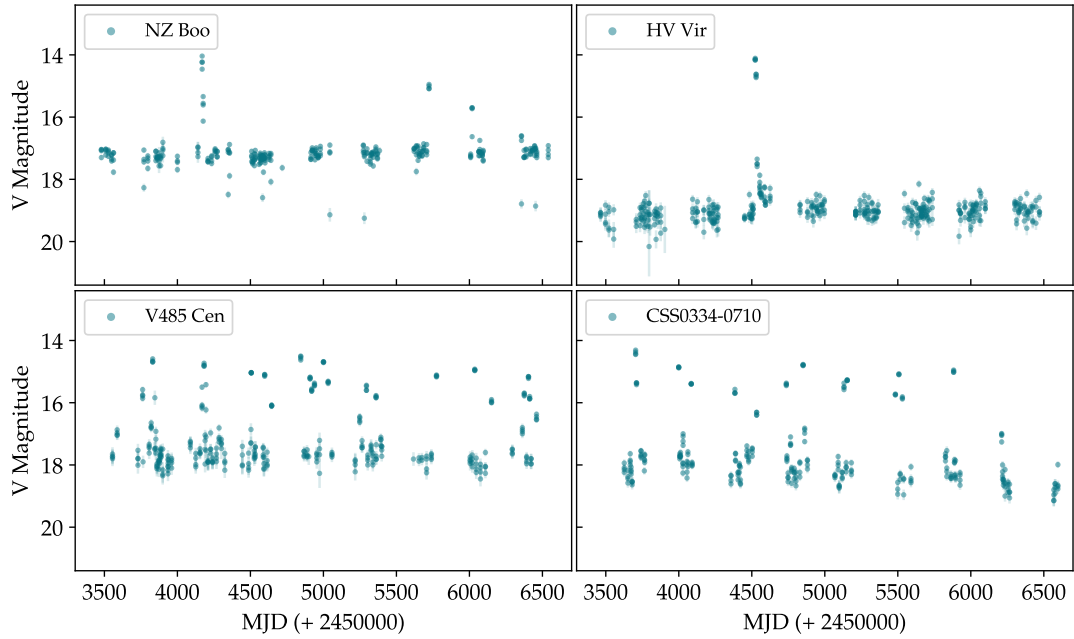 NZ Boo
HV Vir
14
16
18
20
V Magnitude
V485 Cen
CSS0334-0710
14
16
18
20
V Magnitude
3500 4000 4500 5000 5500 6000 6500
3500 4000 4500 5000 5500 6000 6500
MJD (+ 2450000)
MJD (+ 2450000)